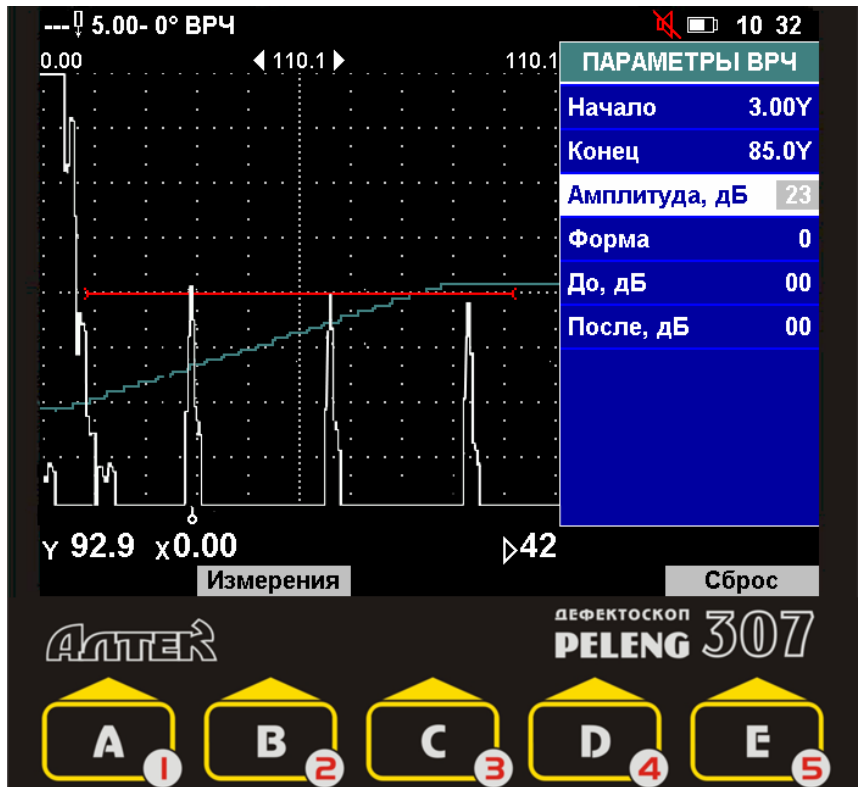 --- 5.00- 0° ВРЧ 10 32
0.00 110.1 110.1
ПАРАМЕТРЫ ВРЧ
Начало 3.00Y
Конец 85.0Y
Амплитуда, дБ 23
Форма 0
До, дБ 00
После, дБ 00
Y 92.9 X0.00 ▷42
Измерения Сброс
АЛТЕК
ДЕФЕКТОСКОП
PELENG 307
A 1 B 2 C 3 D 4 E 5